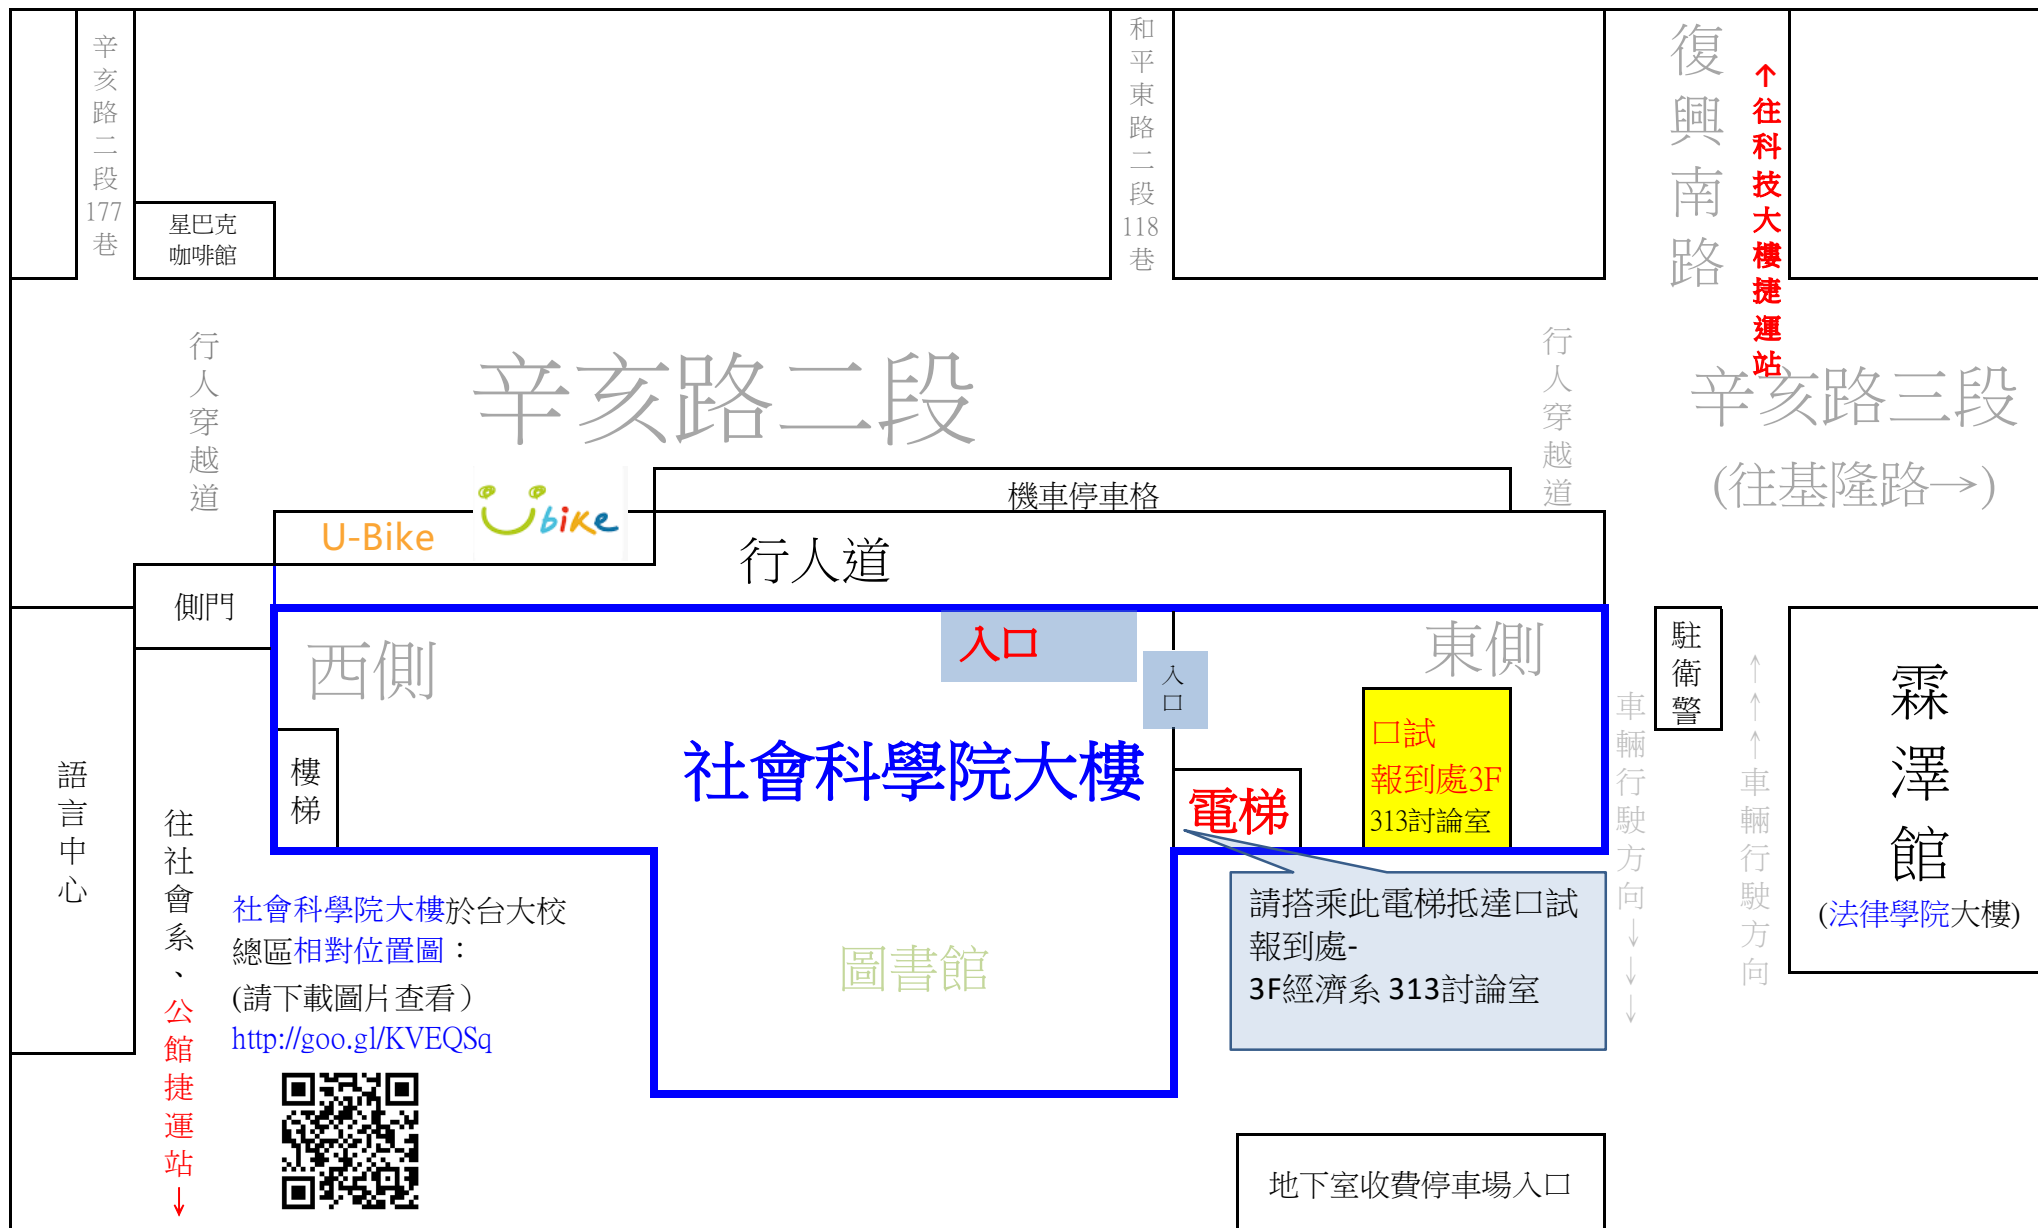 辛亥路二段177巷
和平東路二段118巷
復興南路
↑往科技大樓捷運站
星巴克
咖啡館
行人穿越道
辛亥路二段
行人穿越道
辛亥路三段
(往基隆路→)
機車停車格
U-Bike
Ubike
行人道
側門
西側
入口
入口
東側
駐衛警
霖澤館
(法律學院大樓)
口試
報到處3F
313討論室
社會科學院大樓
電梯
樓梯
語言中心
往社會系、公館捷運站↓
車輛行駛方向↓↓↓
↑↑↑車輛行駛方向
社會科學院大樓於台大校
總區相對位置圖：
(請下載圖片查看）
http://goo.gl/KVEQSq
圖書館
請搭乘此電梯抵達口試
報到處-
3F經濟系 313討論室
地下室收費停車場入口